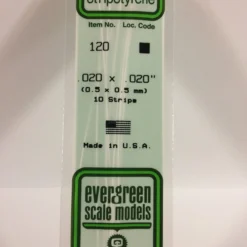 stripstyrene
Item No. Loc. Code
120
.020 x .020"
(0.5 x 0.5 mm)
10 Strips
Made in U.S.A.
evergreen
scale models